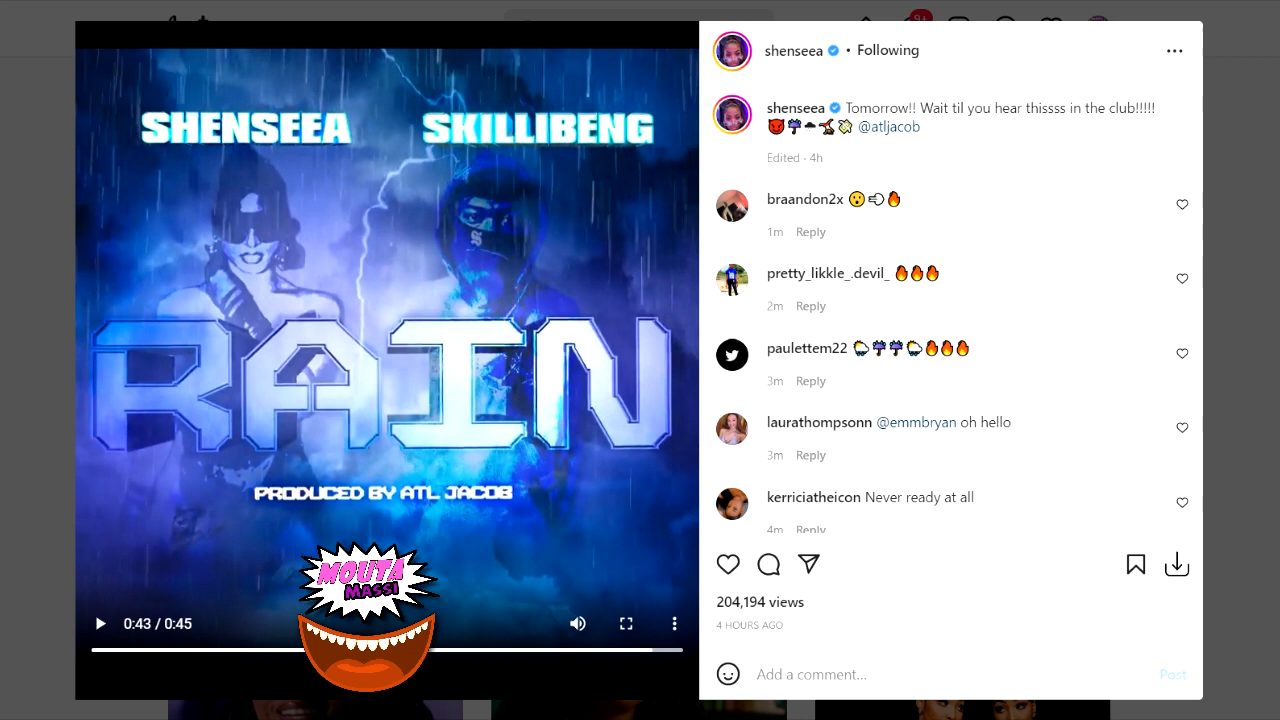 SHENSEEA SKILLIBENG
RAIN
PRODUCED BY ATL JACOB
MOUTA
MASSI
0:43 / 0:45
shenseea • Following
shenseea Tomorrow!! Wait til you hear thissss in the club!!!!!
@atljacob
Edited · 4h
braandon2x
1m Reply
pretty_likkle_.devil_
2m Reply
paulettem22
3m Reply
laurathompsonn @emmbryan oh hello
3m Reply
kerriciatheicon Never ready at all
4m Reply
204,194 views
4 HOURS AGO
Add a comment...
Post